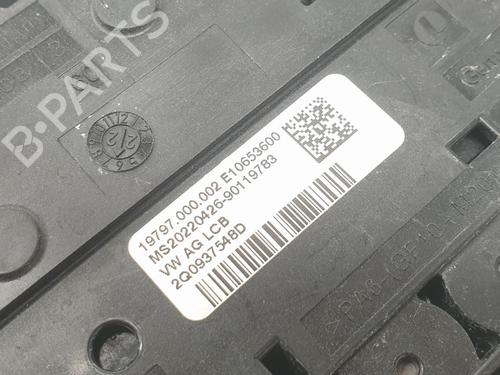 B-PARTS
19797.000.002 E10653600
MS20220426-90119783
VW AG LCB
2Q0937548D